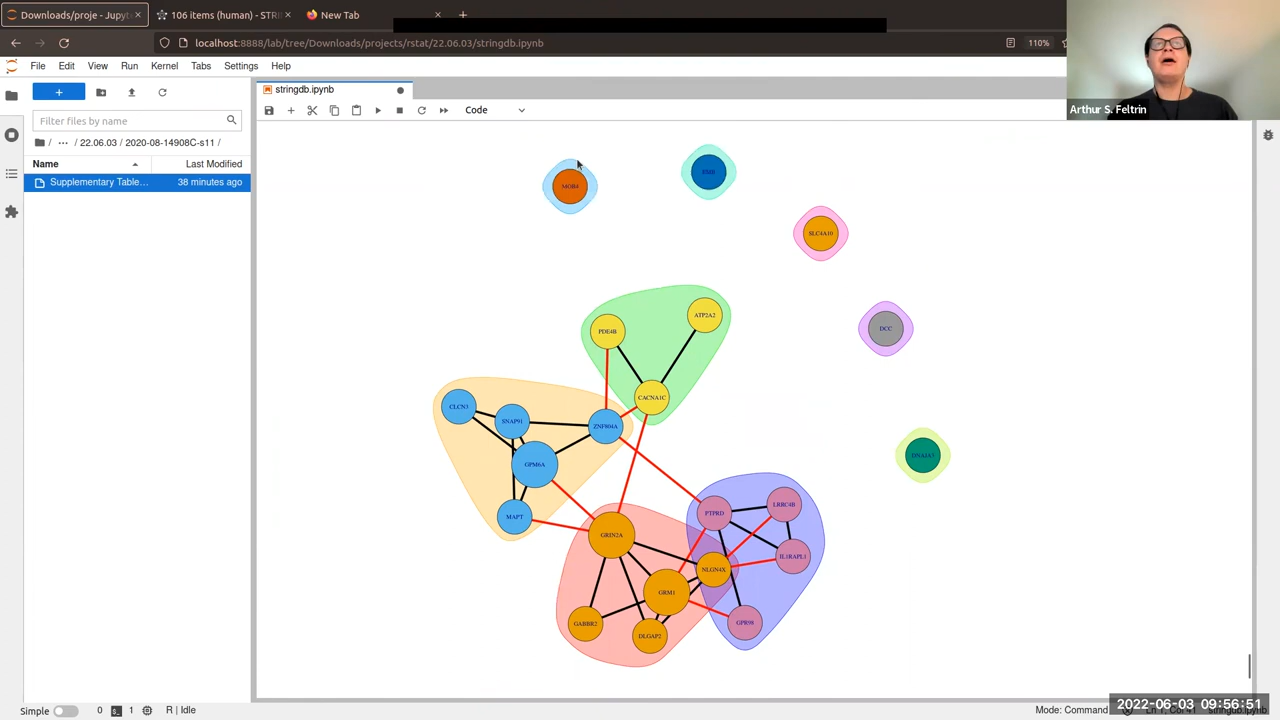 Downloads/proje - Jupyt
106 items (human) - STRI
New Tab
localhost:8888/lab/tree/Downloads/projects/rstat/22.06.03/stringdb.ipynb
110%
File Edit View Run Kernel Tabs Settings Help
stringdb.ipynb
Code
Filter files by name
/ ··· / 22.06.03 / 2020-08-14908C-s11 /
Name
Last Modified
Supplementary Table...
38 minutes ago
Arthur S. Feltrin
MOB4
SLC4A10
DCC
PDE4B
ATP2A2
CACNA1C
CLCN3
SNAP91
ZNF804A
GPM6A
MAPT
GRIN2A
PTPRD
LRRC4B
IL1RAPL1
NLGN4X
GRM1
GABBR2
DLGAP2
GPR98
Simple
0
1
R | Idle
Mode: Command
2022-06-03 09:56:51